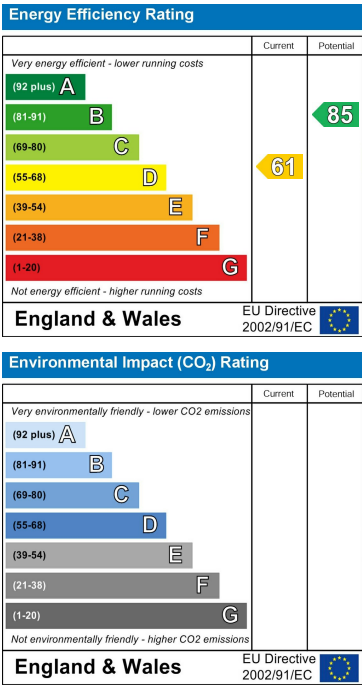 Energy Efficiency Rating
Current Potential
Very energy efficient - lower running costs
(92 plus) A
(81-91) B
85
(69-80) C
(55-68) D
61
(39-54) E
(21-38) F
(1-20) G
Not energy efficient - higher running costs
England & Wales
EU Directive
2002/91/EC
Environmental Impact (CO₂) Rating
Current Potential
Very environmentally friendly - lower CO2 emissions
(92 plus) A
(81-91) B
(69-80) C
(55-68) D
(39-54) E
(21-38) F
(1-20) G
Not environmentally friendly - higher CO2 emissions
England & Wales
EU Directive
2002/91/EC